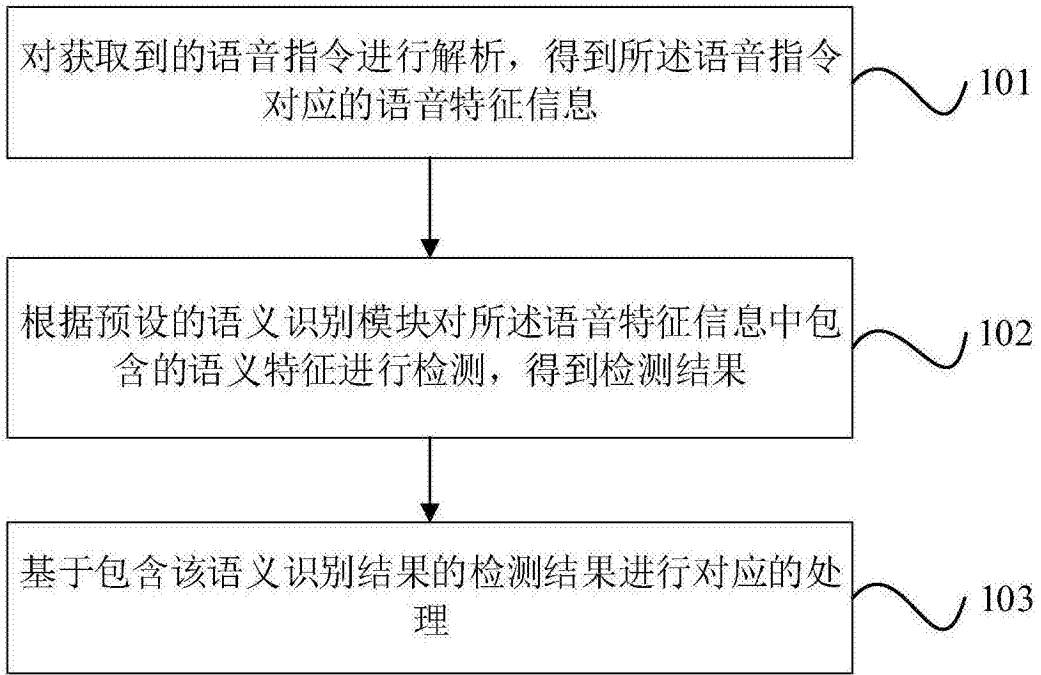 对获取到的语音指令进行解析，得到所述语音指令
对应的语音特征信息
101
根据预设的语义识别模块对所述语音特征信息中包
含的语义特征进行检测，得到检测结果
102
基于包含该语义识别结果的检测结果进行对应的处
理
103